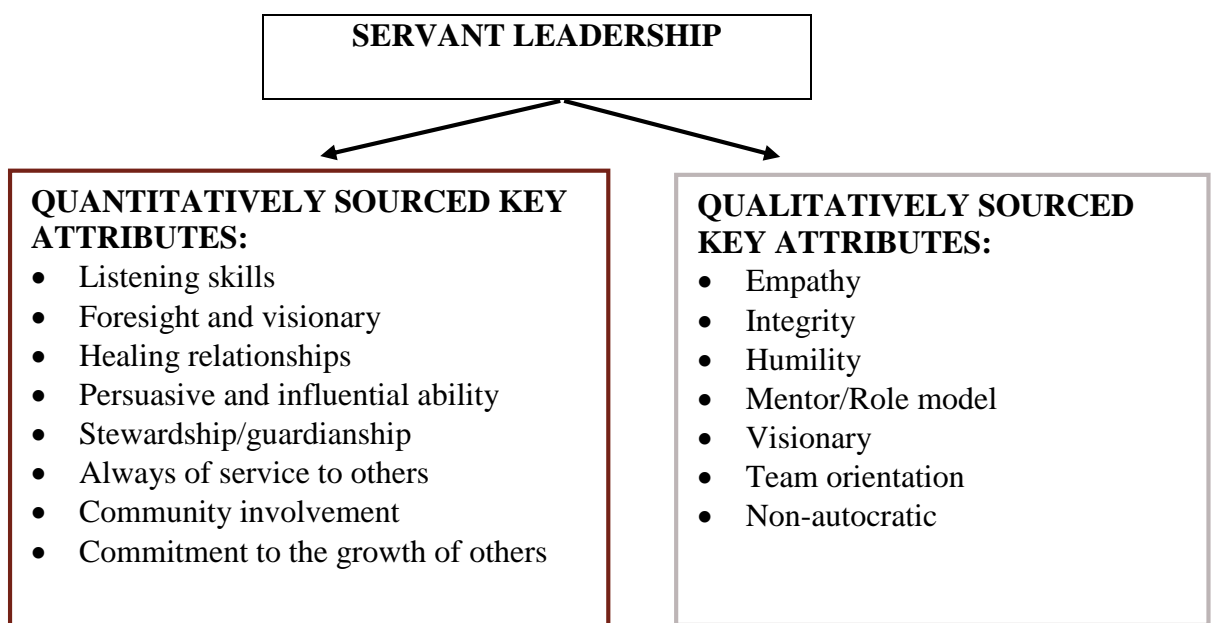 SERVANT LEADERSHIP
QUANTITATIVELY SOURCED KEY
ATTRIBUTES:
• Listening skills
• Foresight and visionary
• Healing relationships
• Persuasive and influential ability
• Stewardship/guardianship
• Always of service to others
• Community involvement
• Commitment to the growth of others
QUALITATIVELY SOURCED
KEY ATTRIBUTES:
• Empathy
• Integrity
• Humility
• Mentor/Role model
• Visionary
• Team orientation
• Non-autocratic